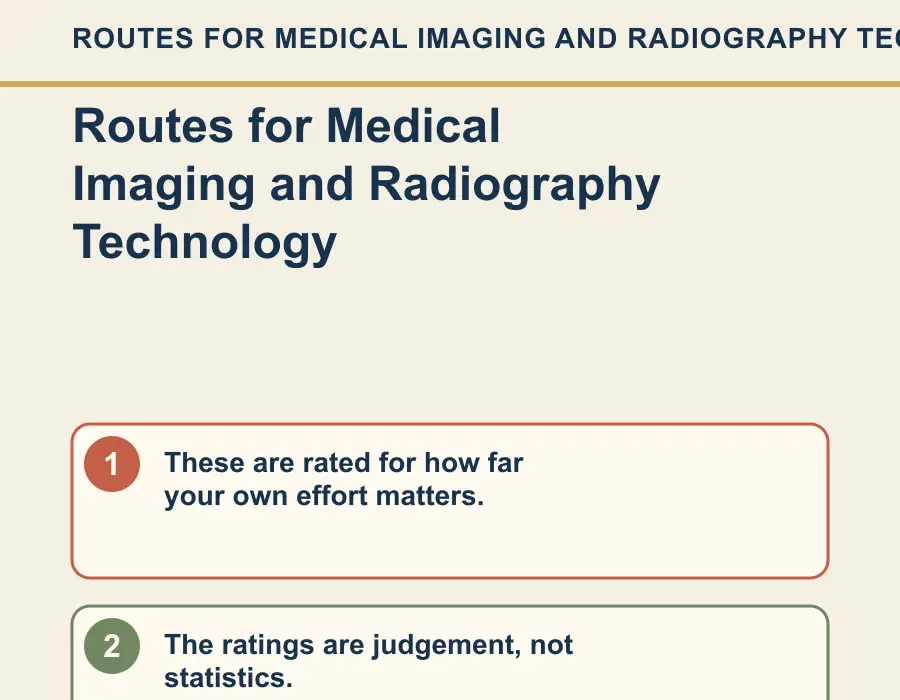 ROUTES FOR MEDICAL IMAGING AND RADIOGRAPHY
Routes for Medical
Imaging and Radiography
Technology
1
These are rated for how far
your own effort matters.
2
The ratings are judgement, not
statistics.